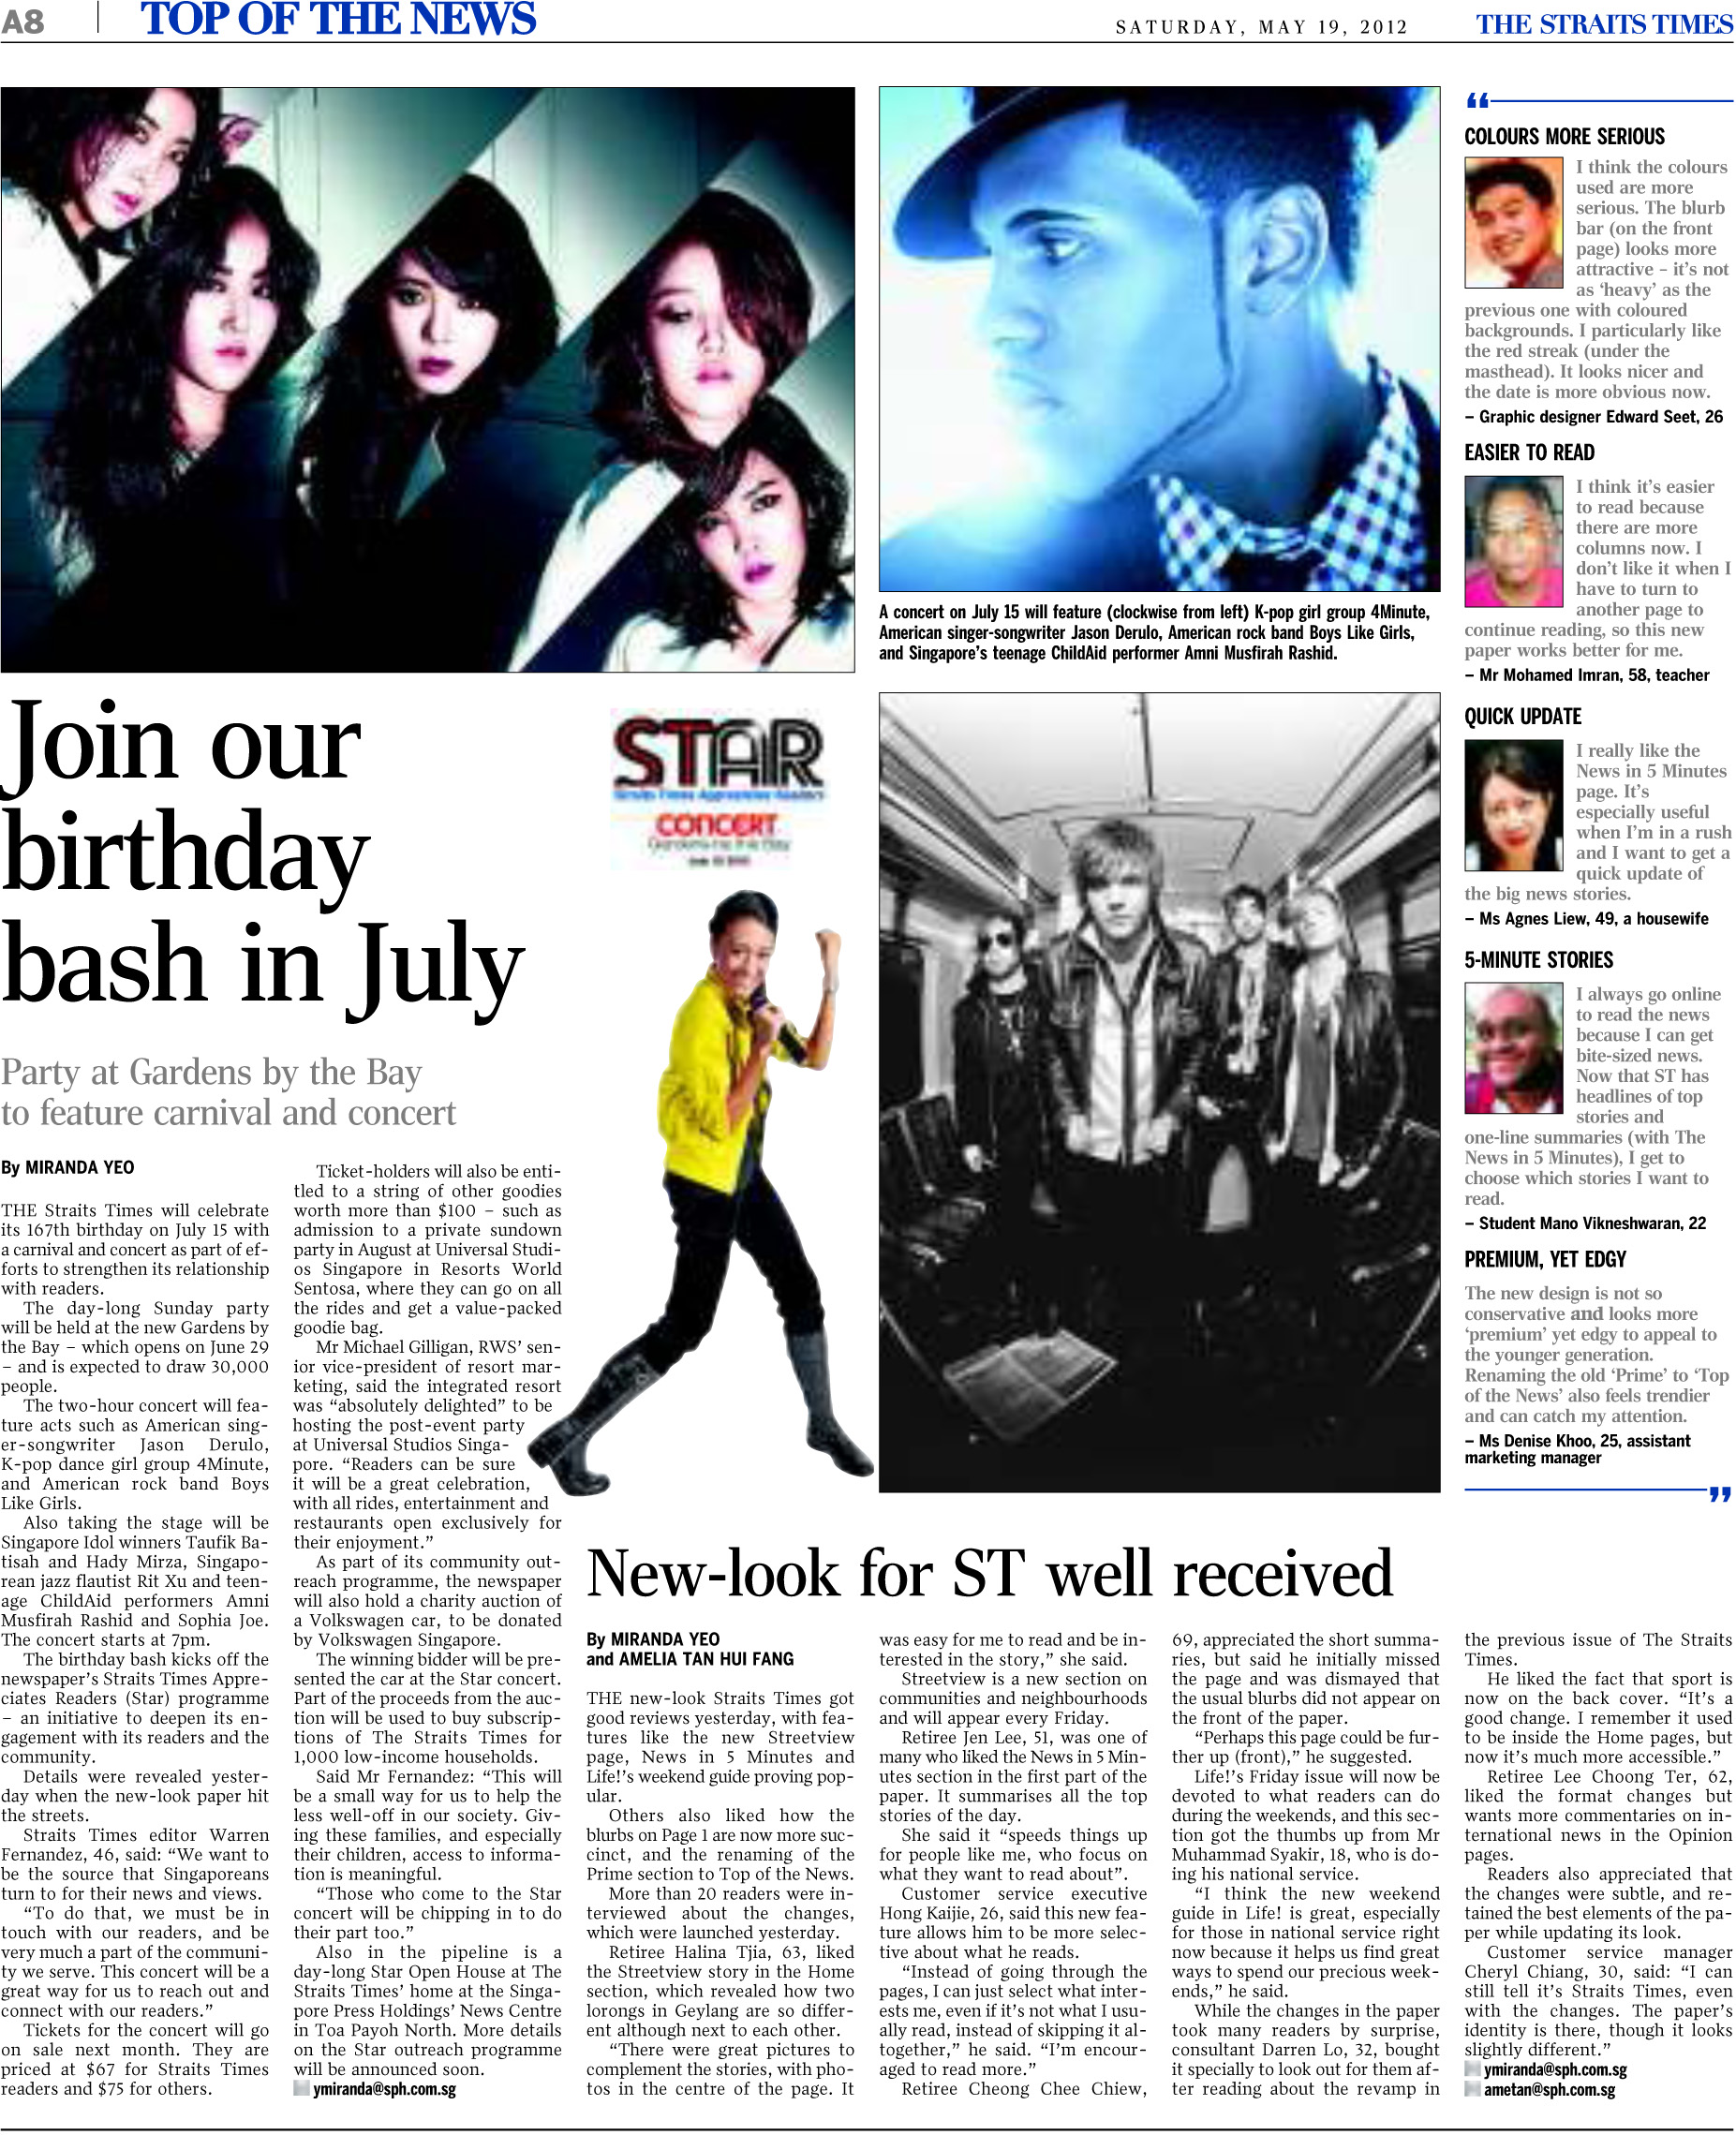 A8
TOP OF THE NEWS
SATURDAY, MAY 19, 2012
THE STRAITS TIMES
A concert on July 15 will feature (clockwise from left) K-pop girl group 4Minute,
American singer-songwriter Jason Derulo, American rock band Boys Like Girls,
and Singapore's teenage ChildAid performer Amni Musfirah Rashid.
Join our
birthday
bash in July
Party at Gardens by the Bay
to feature carnival and concert
STAR
Straits Times Appreciates Readers
CONCERT
Gardens by the Bay
By MIRANDA YEO
THE Straits Times will celebrate
its 167th birthday on July 15 with
a carnival and concert as part of ef-
forts to strengthen its relationship
with readers.
The day-long Sunday party
will be held at the new Gardens by
the Bay – which opens on June 29
– and is expected to draw 30,000
people.
The two-hour concert will fea-
ture acts such as American sing-
er-songwriter Jason Derulo,
K-pop dance girl group 4Minute,
and American rock band Boys
Like Girls.
Also taking the stage will be
Singapore Idol winners Taufik Ba-
tisah and Hady Mirza, Singapo-
rean jazz flautist Rit Xu and teen-
age ChildAid performers Amni
Musfirah Rashid and Sophia Joe.
The concert starts at 7pm.
The birthday bash kicks off the
newspaper's Straits Times Appre-
ciates Readers (Star) programme
– an initiative to deepen its en-
gagement with its readers and the
community.
Details were revealed yester-
day when the new-look paper hit
the streets.
Straits Times editor Warren
Fernandez, 46, said: “We want to
be the source that Singaporeans
turn to for their news and views.
“To do that, we must be in
touch with our readers, and be
very much a part of the communi-
ty we serve. This concert will be a
great way for us to reach out and
connect with our readers.”
Tickets for the concert will go
on sale next month. They are
priced at $67 for Straits Times
readers and $75 for others.
Ticket-holders will also be enti-
tled to a string of other goodies
worth more than $100 – such as
admission to a private sundown
party in August at Universal Studi-
os Singapore in Resorts World
Sentosa, where they can go on all
the rides and get a value-packed
goodie bag.
Mr Michael Gilligan, RWS' sen-
ior vice-president of resort mar-
keting, said the integrated resort
was “absolutely delighted” to be
hosting the post-event party
at Universal Studios Singa-
pore. “Readers can be sure
it will be a great celebration,
with all rides, entertainment and
restaurants open exclusively for
their enjoyment.”
As part of its community out-
reach programme, the newspaper
will also hold a charity auction of
a Volkswagen car, to be donated
by Volkswagen Singapore.
The winning bidder will be pre-
sented the car at the Star concert.
Part of the proceeds from the auc-
tion will be used to buy subscrip-
tions of The Straits Times for
1,000 low-income households.
Said Mr Fernandez: “This will
be a small way for us to help the
less well-off in our society. Giv-
ing these families, and especially
their children, access to informa-
tion is meaningful.
“Those who come to the Star
concert will be chipping in to do
their part too.”
Also in the pipeline is a
day-long Star Open House at The
Straits Times' home at the Singa-
pore Press Holdings' News Centre
in Toa Payoh North. More details
on the Star outreach programme
will be announced soon.
ymiranda@sph.com.sg
New-look for ST well received
By MIRANDA YEO
and AMELIA TAN HUI FANG
THE new-look Straits Times got
good reviews yesterday, with fea-
tures like the new Streetview
page, News in 5 Minutes and
Life!'s weekend guide proving pop-
ular.
Others also liked how the
blurbs on Page 1 are now more suc-
cinct, and the renaming of the
Prime section to Top of the News.
More than 20 readers were in-
terviewed about the changes,
which were launched yesterday.
Retiree Halina Tjia, 63, liked
the Streetview story in the Home
section, which revealed how two
lorongs in Geylang are so differ-
ent although next to each other.
“There were great pictures to
complement the stories, with pho-
tos in the centre of the page. It
was easy for me to read and be in-
terested in the story,” she said.
Streetview is a new section on
communities and neighbourhoods
and will appear every Friday.
Retiree Jen Lee, 51, was one of
many who liked the News in 5 Min-
utes section in the first part of the
paper. It summarises all the top
stories of the day.
She said it “speeds things up
for people like me, who focus on
what they want to read about”.
Customer service executive
Hong Kaijie, 26, said this new fea-
ture allows him to be more selec-
tive about what he reads.
“Instead of going through the
pages, I can just select what inter-
ests me, even if it's not what I usu-
ally read, instead of skipping it al-
together,” he said. “I'm encour-
aged to read more.”
Retiree Cheong Chee Chiew,
69, appreciated the short summa-
ries, but said he initially missed
the page and was dismayed that
the usual blurbs did not appear on
the front of the paper.
“Perhaps this page could be fur-
ther up (front),” he suggested.
Life!'s Friday issue will now be
devoted to what readers can do
during the weekends, and this sec-
tion got the thumbs up from Mr
Muhammad Syakir, 18, who is do-
ing his national service.
“I think the new weekend
guide in Life! is great, especially
for those in national service right
now because it helps us find great
ways to spend our precious week-
ends,” he said.
While the changes in the paper
took many readers by surprise,
consultant Darren Lo, 32, bought
it specially to look out for them af-
ter reading about the revamp in
the previous issue of The Straits
Times.
He liked the fact that sport is
now on the back cover. “It's a
good change. I remember it used
to be inside the Home pages, but
now it's much more accessible.”
Retiree Lee Choong Ter, 62,
liked the format changes but
wants more commentaries on in-
ternational news in the Opinion
pages.
Readers also appreciated that
the changes were subtle, and re-
tained the best elements of the pa-
per while updating its look.
Customer service manager
Cheryl Chiang, 30, said: “I can
still tell it's Straits Times, even
with the changes. The paper's
identity is there, though it looks
slightly different.”
ymiranda@sph.com.sg
ametan@sph.com.sg
“
COLOURS MORE SERIOUS
I think the colours
used are more
serious. The blurb
bar (on the front
page) looks more
attractive – it's not
as ‘heavy’ as the
previous one with coloured
backgrounds. I particularly like
the red streak (under the
masthead). It looks nicer and
the date is more obvious now.
– Graphic designer Edward Seet, 26
EASIER TO READ
I think it's easier
to read because
there are more
columns now. I
don't like it when I
have to turn to
another page to
continue reading, so this new
paper works better for me.
– Mr Mohamed Imran, 58, teacher
QUICK UPDATE
I really like the
News in 5 Minutes
page. It's
especially useful
when I'm in a rush
and I want to get a
quick update of
the big news stories.
– Ms Agnes Liew, 49, a housewife
5-MINUTE STORIES
I always go online
to read the news
because I can get
bite-sized news.
Now that ST has
headlines of top
stories and
one-line summaries (with The
News in 5 Minutes), I get to
choose which stories I want to
read.
– Student Mano Vikneshwaran, 22
PREMIUM, YET EDGY
The new design is not so
conservative and looks more
‘premium’ yet edgy to appeal to
the younger generation.
Renaming the old ‘Prime’ to ‘Top
of the News’ also feels trendier
and can catch my attention.
– Ms Denise Khoo, 25, assistant
marketing manager
”